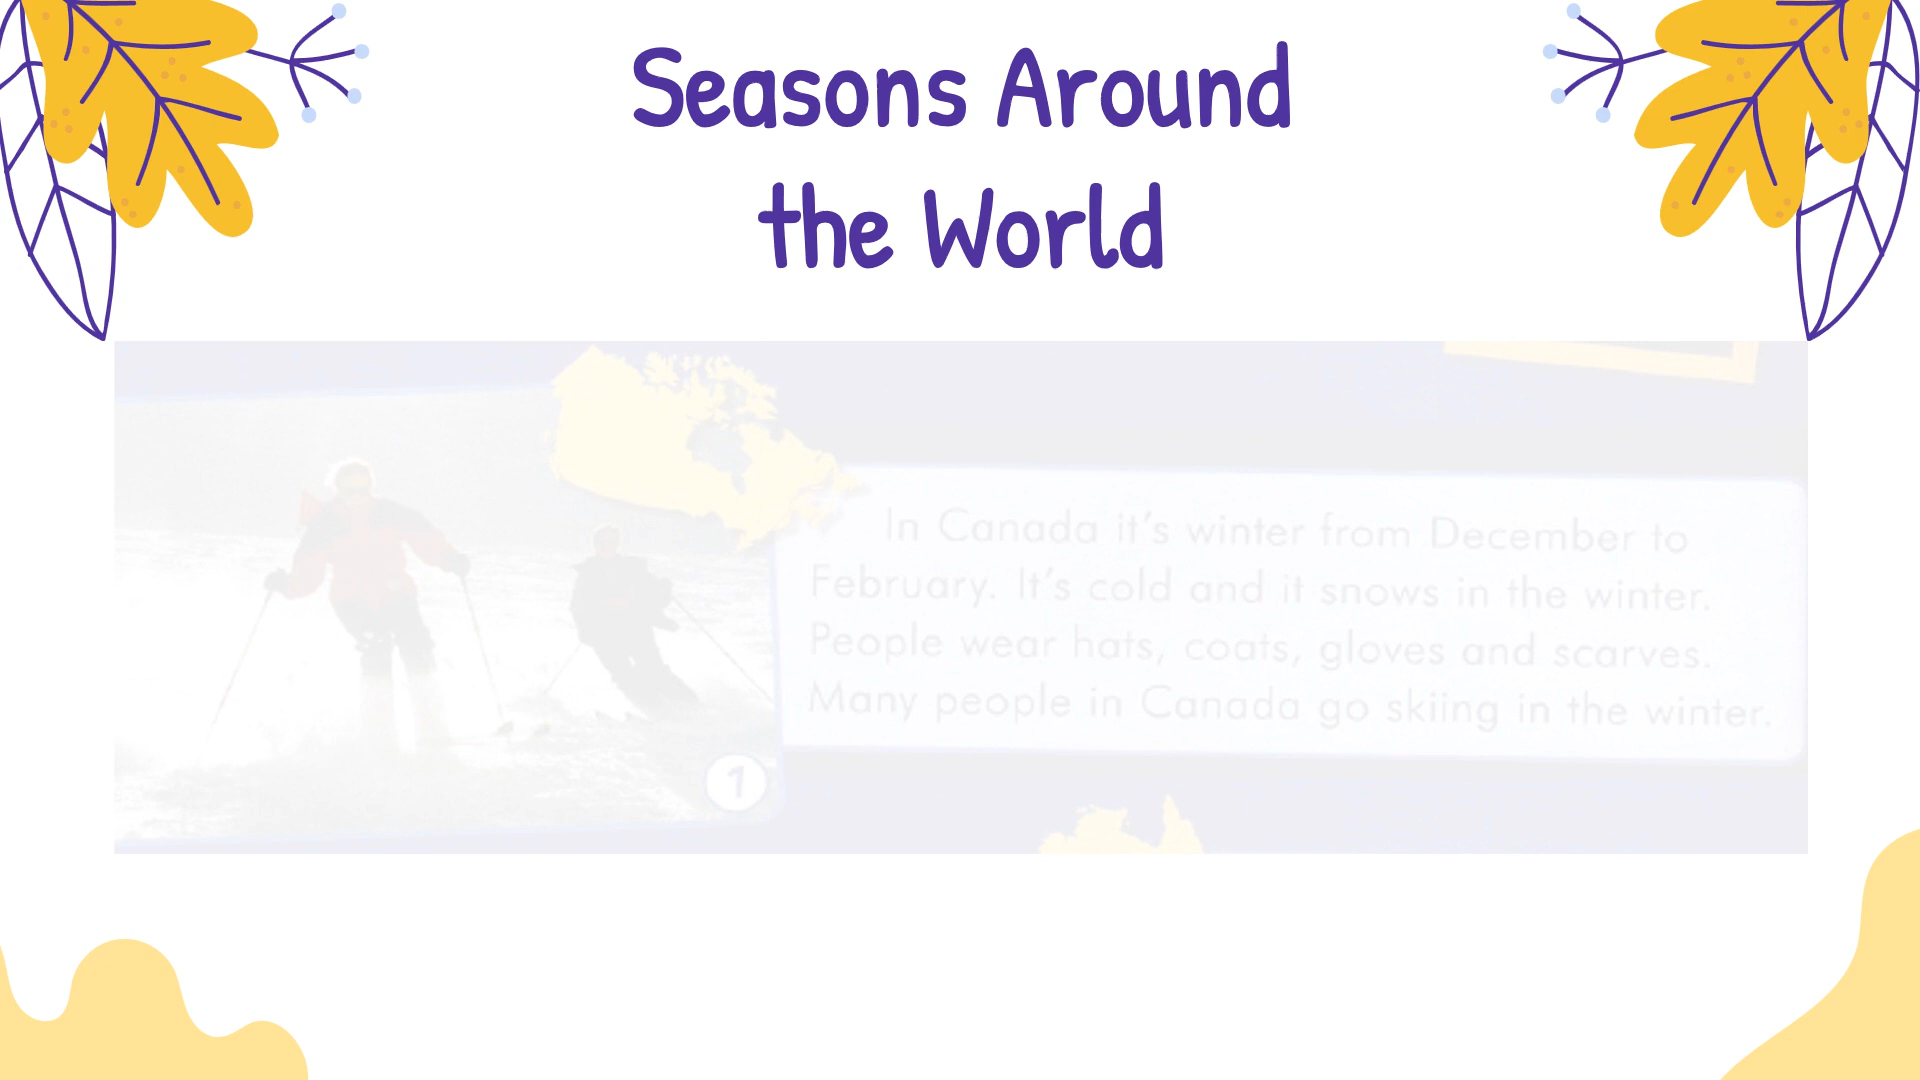 Seasons Around
the World
In Canada it's winter from December to
February. It's cold and it snows in the winter.
People wear hats, coats, gloves and scarves.
Many people in Canada go skiing in the winter.
1